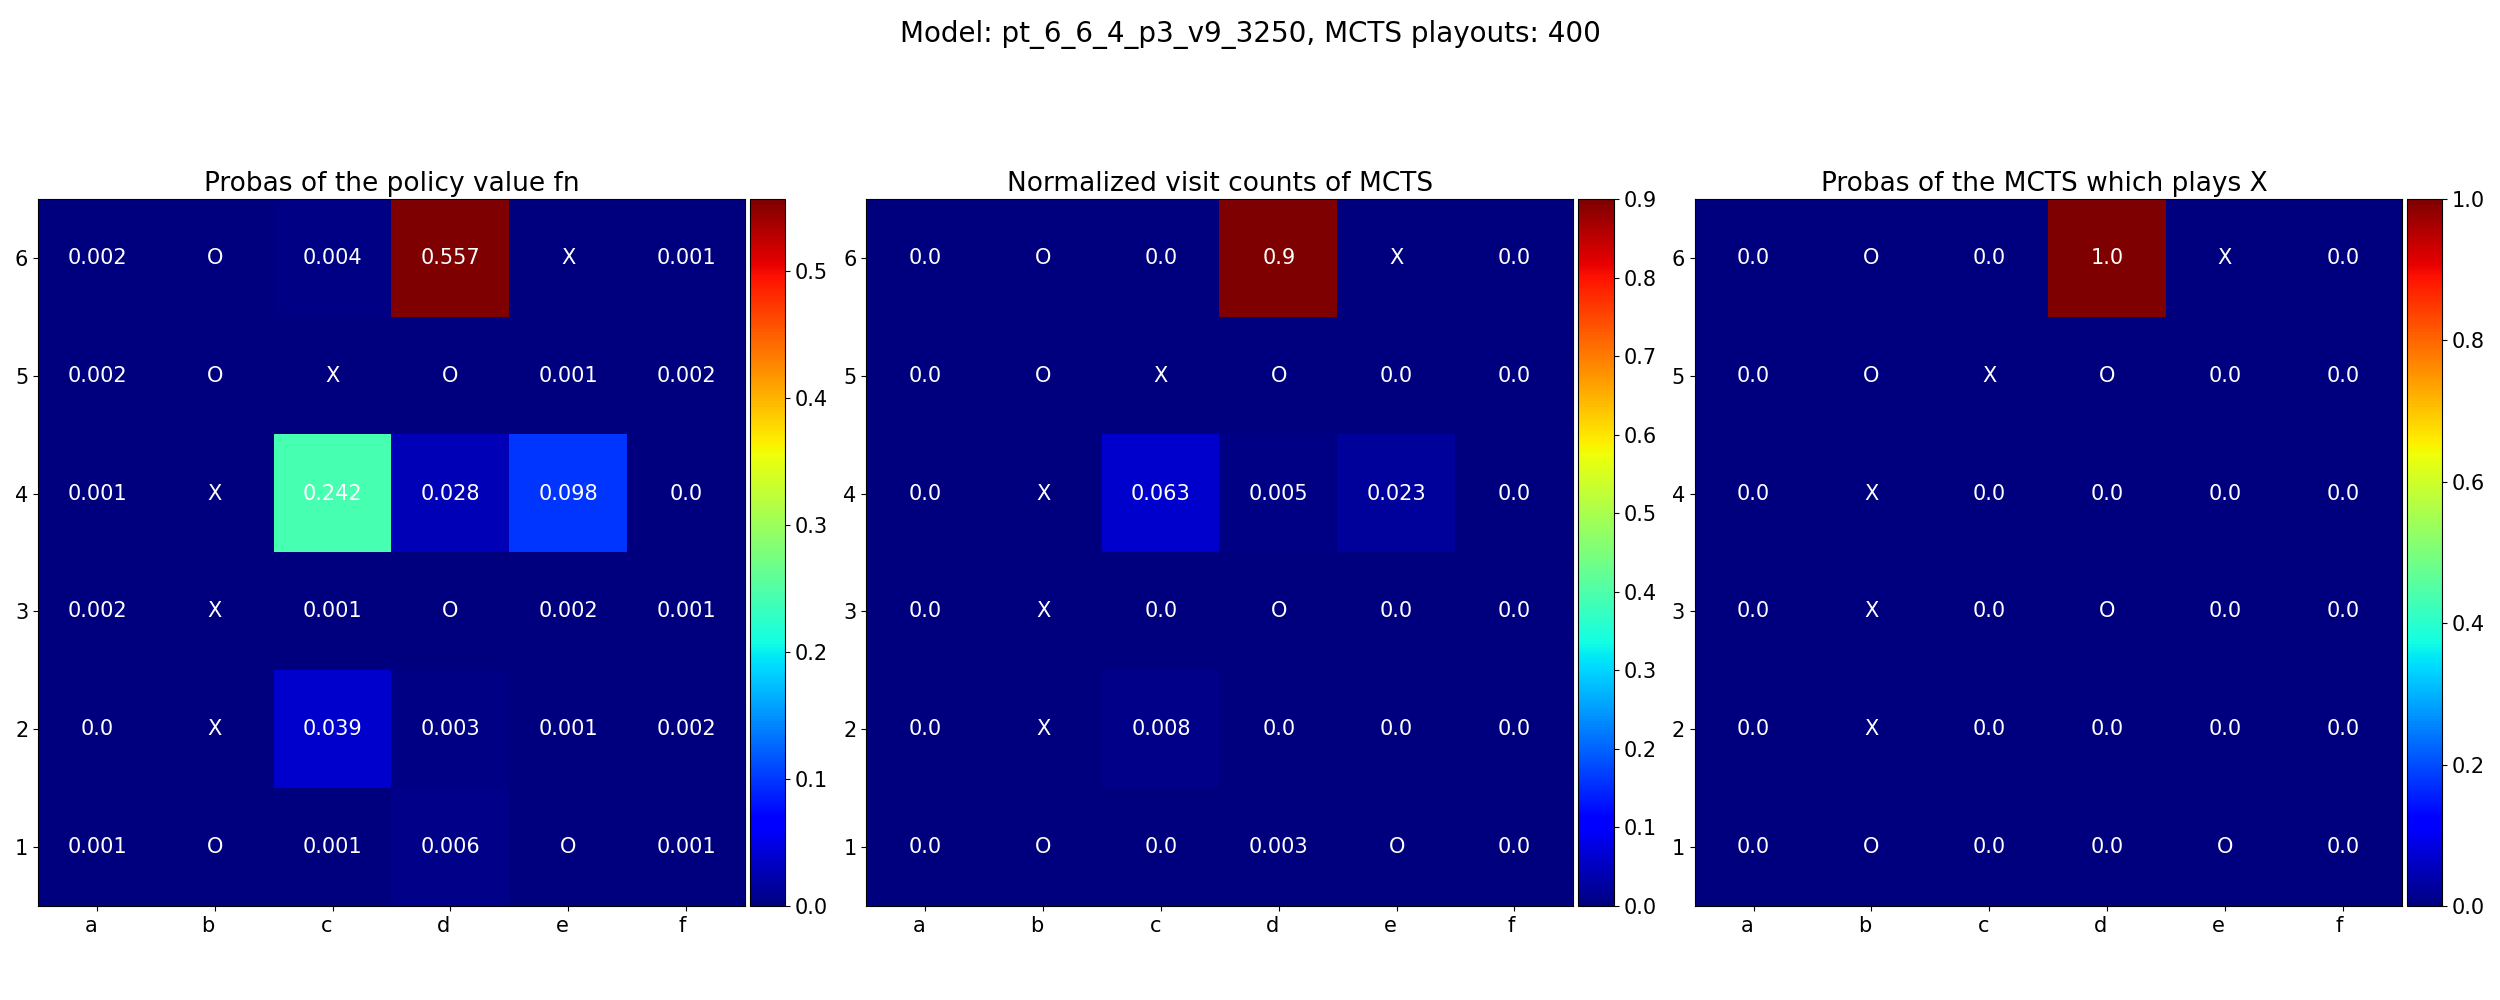 Model: pt_6_6_4_p3_v9_3250, MCTS playouts: 400
Probas of the policy value fn
6 0.002 O 0.004 0.557 X 0.001
5 0.002 O X O 0.001 0.002
4 0.001 X 0.242 0.028 0.098 0.0
3 0.002 X 0.001 O 0.002 0.001
2 0.0 X 0.039 0.003 0.001 0.002
1 0.001 O 0.001 0.006 O 0.001
a b c d e f
0.5
0.4
0.3
0.2
0.1
0.0
Normalized visit counts of MCTS
6 0.0 O 0.0 0.9 X 0.0
5 0.0 O X O 0.0 0.0
4 0.0 X 0.063 0.005 0.023 0.0
3 0.0 X 0.0 O 0.0 0.0
2 0.0 X 0.008 0.0 0.0 0.0
1 0.0 O 0.0 0.003 O 0.0
a b c d e f
0.9
0.8
0.7
0.6
0.5
0.4
0.3
0.2
0.1
0.0
Probas of the MCTS which plays X
6 0.0 O 0.0 1.0 X 0.0
5 0.0 O X O 0.0 0.0
4 0.0 X 0.0 0.0 0.0 0.0
3 0.0 X 0.0 O 0.0 0.0
2 0.0 X 0.0 0.0 0.0 0.0
1 0.0 O 0.0 0.0 O 0.0
a b c d e f
1.0
0.8
0.6
0.4
0.2
0.0